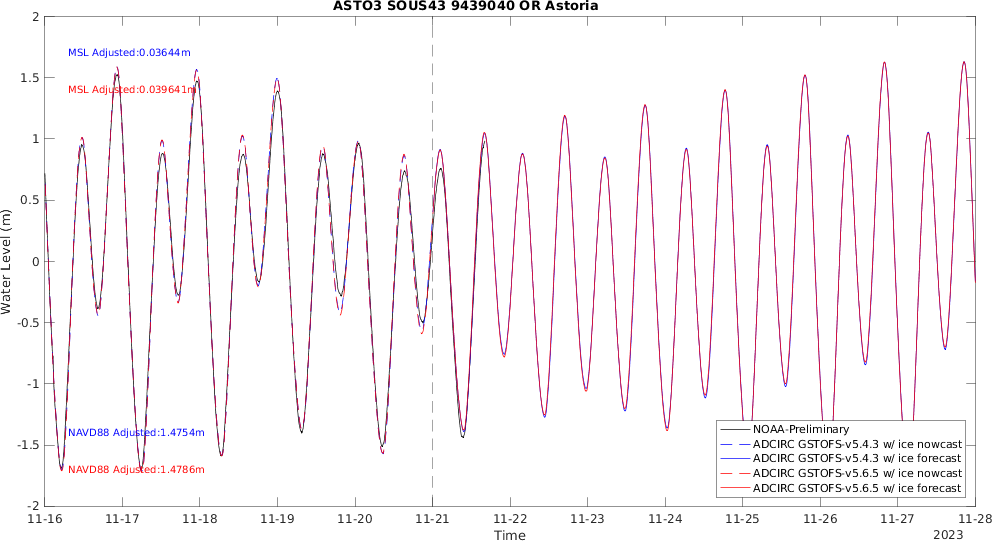 ASTO3 SOUS43 9439040 OR Astoria
MSL Adjusted:0.03644m
MSL Adjusted:0.039641m
NAVD88 Adjusted:1.4754m
NAVD88 Adjusted:1.4786m
Water Level (m)
2
1.5
1
0.5
0
-0.5
-1
-1.5
-2
NOAA-Preliminary
ADCIRC GSTOFS-v5.4.3 w/ ice nowcast
ADCIRC GSTOFS-v5.4.3 w/ ice forecast
ADCIRC GSTOFS-v5.6.5 w/ ice nowcast
ADCIRC GSTOFS-v5.6.5 w/ ice forecast
11-16 11-17 11-18 11-19 11-20 11-21 11-22 11-23 11-24 11-25 11-26 11-27 11-28
Time
2023